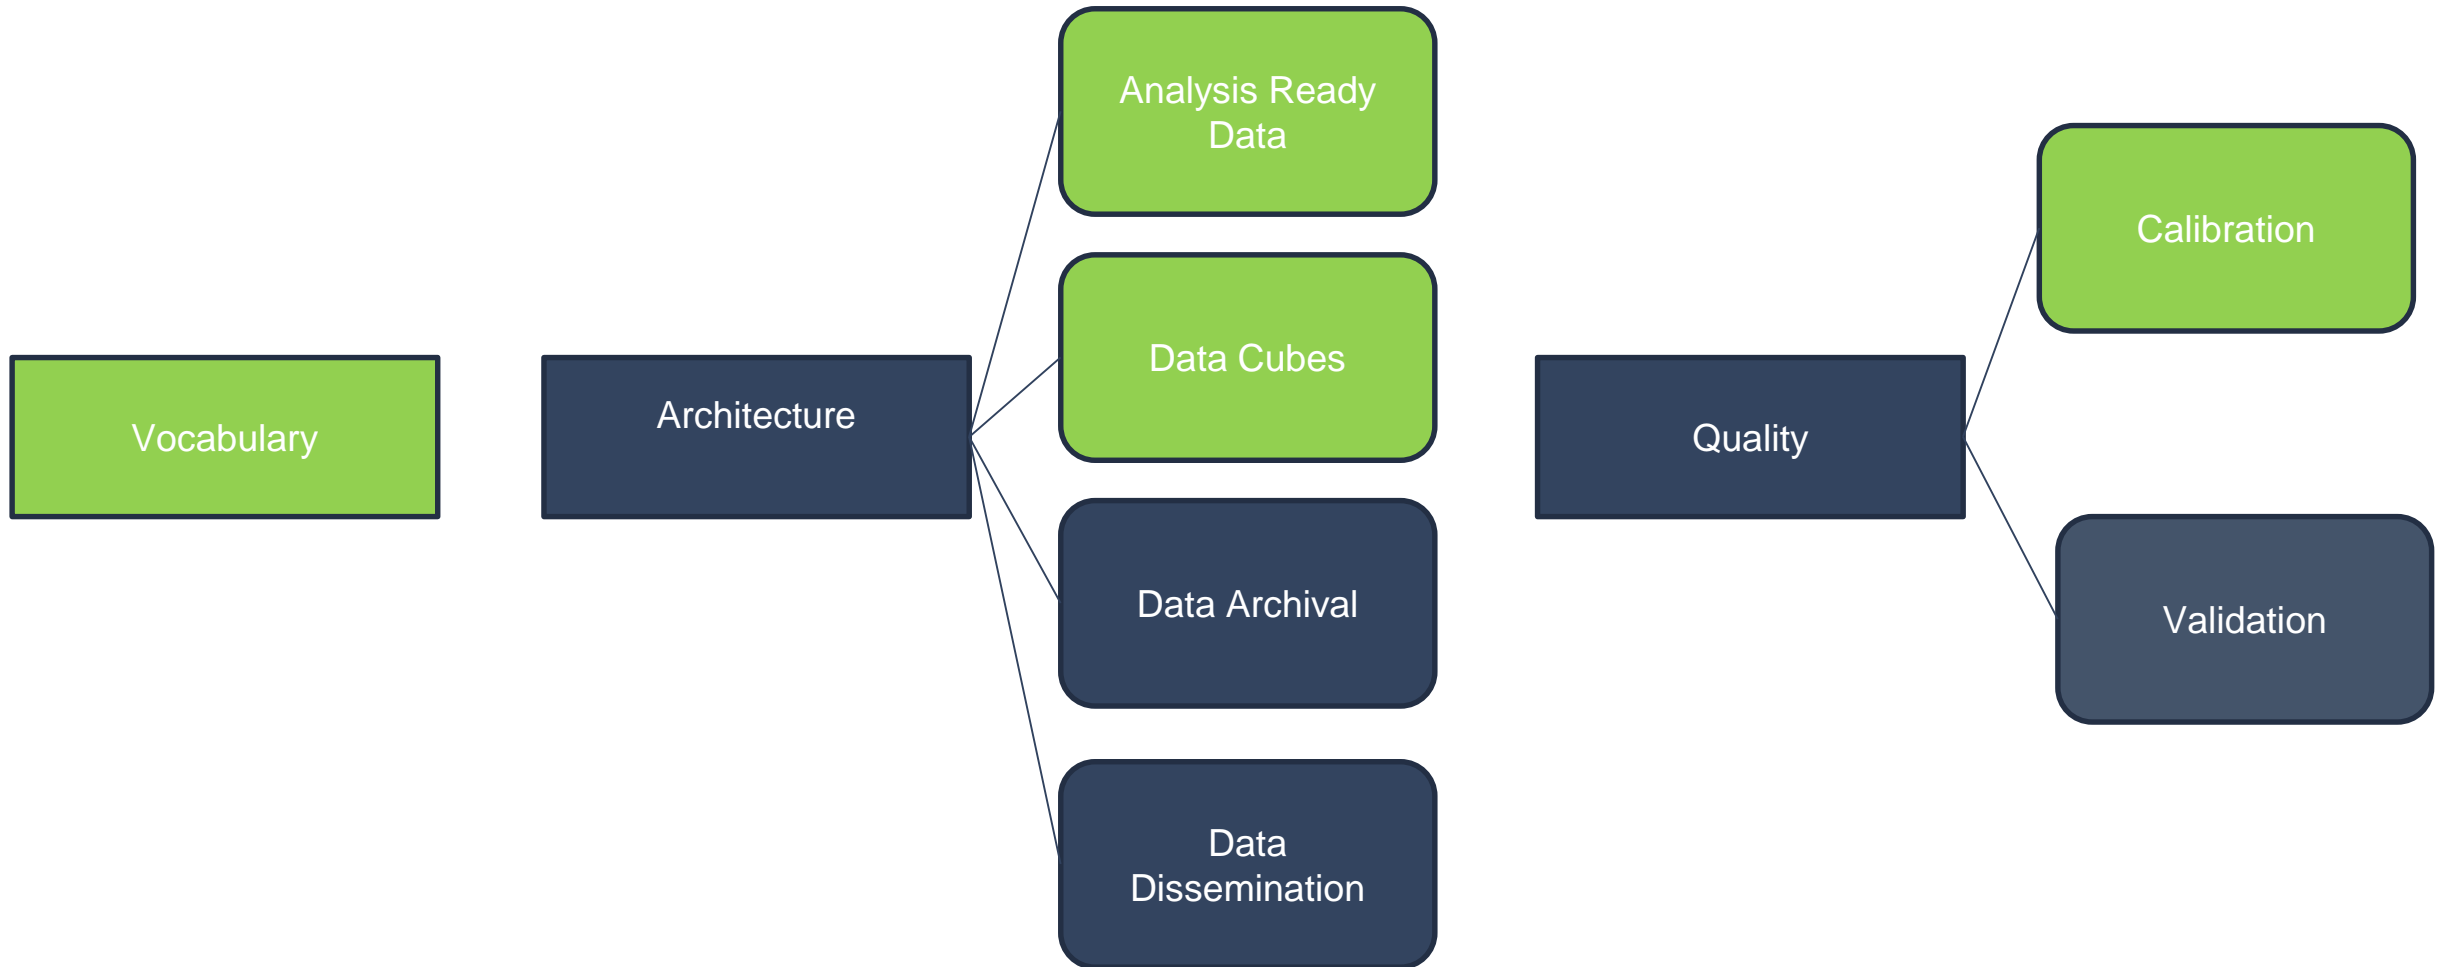 Vocabulary
Architecture
Analysis Ready
Data
Data Cubes
Data Archival
Data
Dissemination
Quality
Calibration
Validation